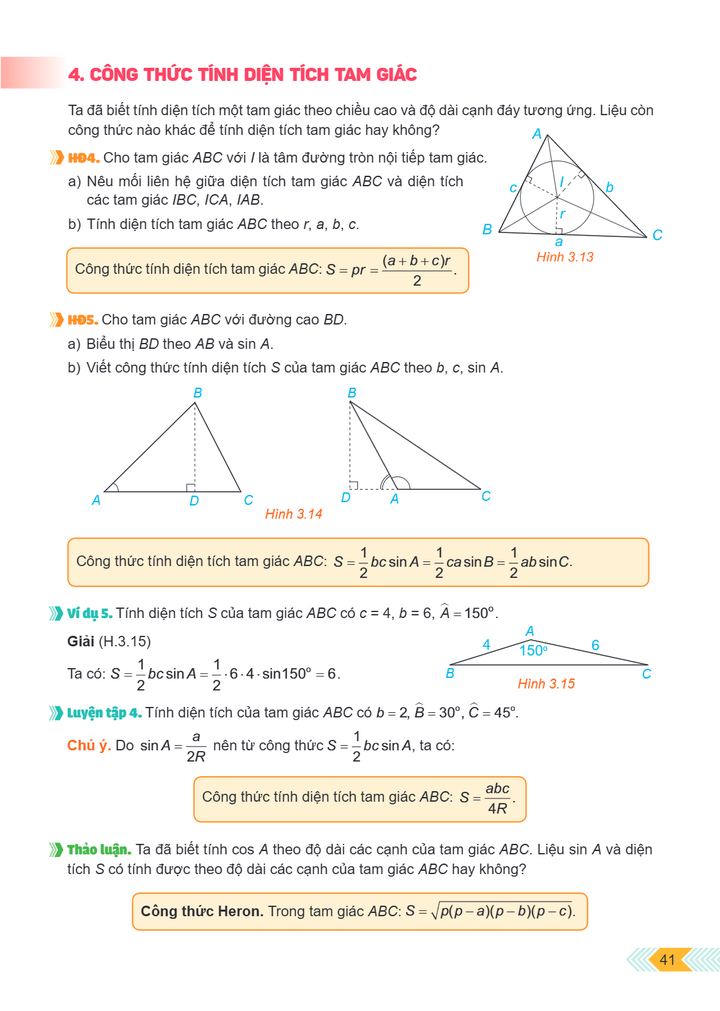 4. CÔNG THỨC TÍNH DIỆN TÍCH TAM GIÁC
Ta đã biết tính diện tích một tam giác theo chiều cao và độ dài cạnh đáy tương ứng. Liệu còn
công thức nào khác để tính diện tích tam giác hay không?
HĐ4. Cho tam giác ABC với I là tâm đường tròn nội tiếp tam giác.
a) Nêu mối liên hệ giữa diện tích tam giác ABC và diện tích
các tam giác IBC, ICA, IAB.
b) Tính diện tích tam giác ABC theo r, a, b, c.
A
c
I
b
r
B
a
C
Hình 3.13
Công thức tính diện tích tam giác ABC: S = pr = (a + b + c)r / 2.
HĐ5. Cho tam giác ABC với đường cao BD.
a) Biểu thị BD theo AB và sin A.
b) Viết công thức tính diện tích S của tam giác ABC theo b, c, sin A.
B
A
D
C
B
D
A
C
Hình 3.14
Công thức tính diện tích tam giác ABC: S = 1/2 bc sin A = 1/2 ca sin B = 1/2 ab sin C.
Ví dụ 5. Tính diện tích S của tam giác ABC có c = 4, b = 6, Â = 150º.
Giải (H.3.15)
Ta có: S = 1/2 bc sin A = 1/2 · 6 · 4 · sin150º = 6.
A
4
150º
6
B
C
Hình 3.15
Luyện tập 4. Tính diện tích của tam giác ABC có b = 2, B̂ = 30º, Ĉ = 45º.
Chú ý. Do sin A = a/2R nên từ công thức S = 1/2 bc sin A, ta có:
Công thức tính diện tích tam giác ABC: S = abc/4R.
Thảo luận. Ta đã biết tính cos A theo độ dài các cạnh của tam giác ABC. Liệu sin A và diện
tích S có tính được theo độ dài các cạnh của tam giác ABC hay không?
Công thức Heron. Trong tam giác ABC: S = √(p(p − a)(p − b)(p − c)).
41